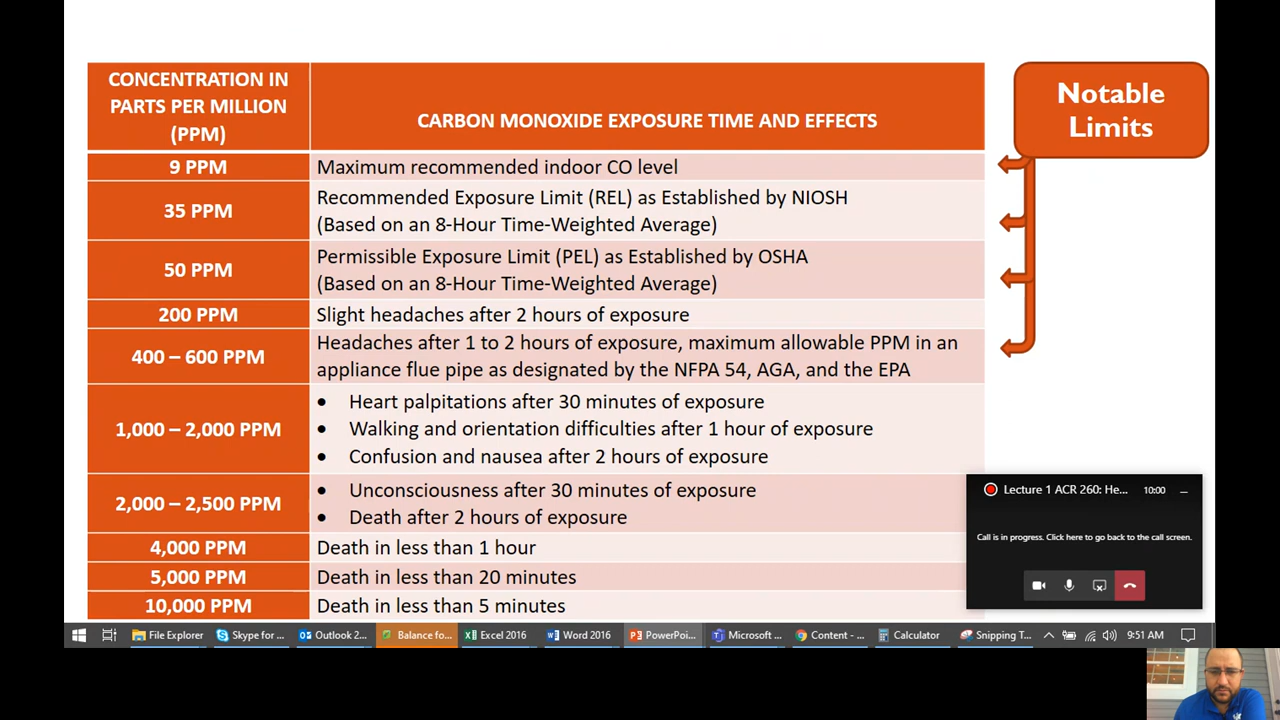 CONCENTRATION IN
PARTS PER MILLION
(PPM)
CARBON MONOXIDE EXPOSURE TIME AND EFFECTS
Notable
Limits
9 PPM
Maximum recommended indoor CO level
35 PPM
Recommended Exposure Limit (REL) as Established by NIOSH
(Based on an 8-Hour Time-Weighted Average)
50 PPM
Permissible Exposure Limit (PEL) as Established by OSHA
(Based on an 8-Hour Time-Weighted Average)
200 PPM
Slight headaches after 2 hours of exposure
400 – 600 PPM
Headaches after 1 to 2 hours of exposure, maximum allowable PPM in an
appliance flue pipe as designated by the NFPA 54, AGA, and the EPA
1,000 – 2,000 PPM
• Heart palpitations after 30 minutes of exposure
• Walking and orientation difficulties after 1 hour of exposure
• Confusion and nausea after 2 hours of exposure
2,000 – 2,500 PPM
• Unconsciousness after 30 minutes of exposure
• Death after 2 hours of exposure
4,000 PPM
Death in less than 1 hour
5,000 PPM
Death in less than 20 minutes
10,000 PPM
Death in less than 5 minutes
Lecture 1 ACR 260: He... 10:00
Call is in progress. Click here to go back to the call screen.
File Explorer
Skype for ...
Outlook 2...
Balance fo...
Excel 2016
Word 2016
PowerPoi...
Microsoft ...
Content - ...
Calculator
Snipping T...
9:51 AM